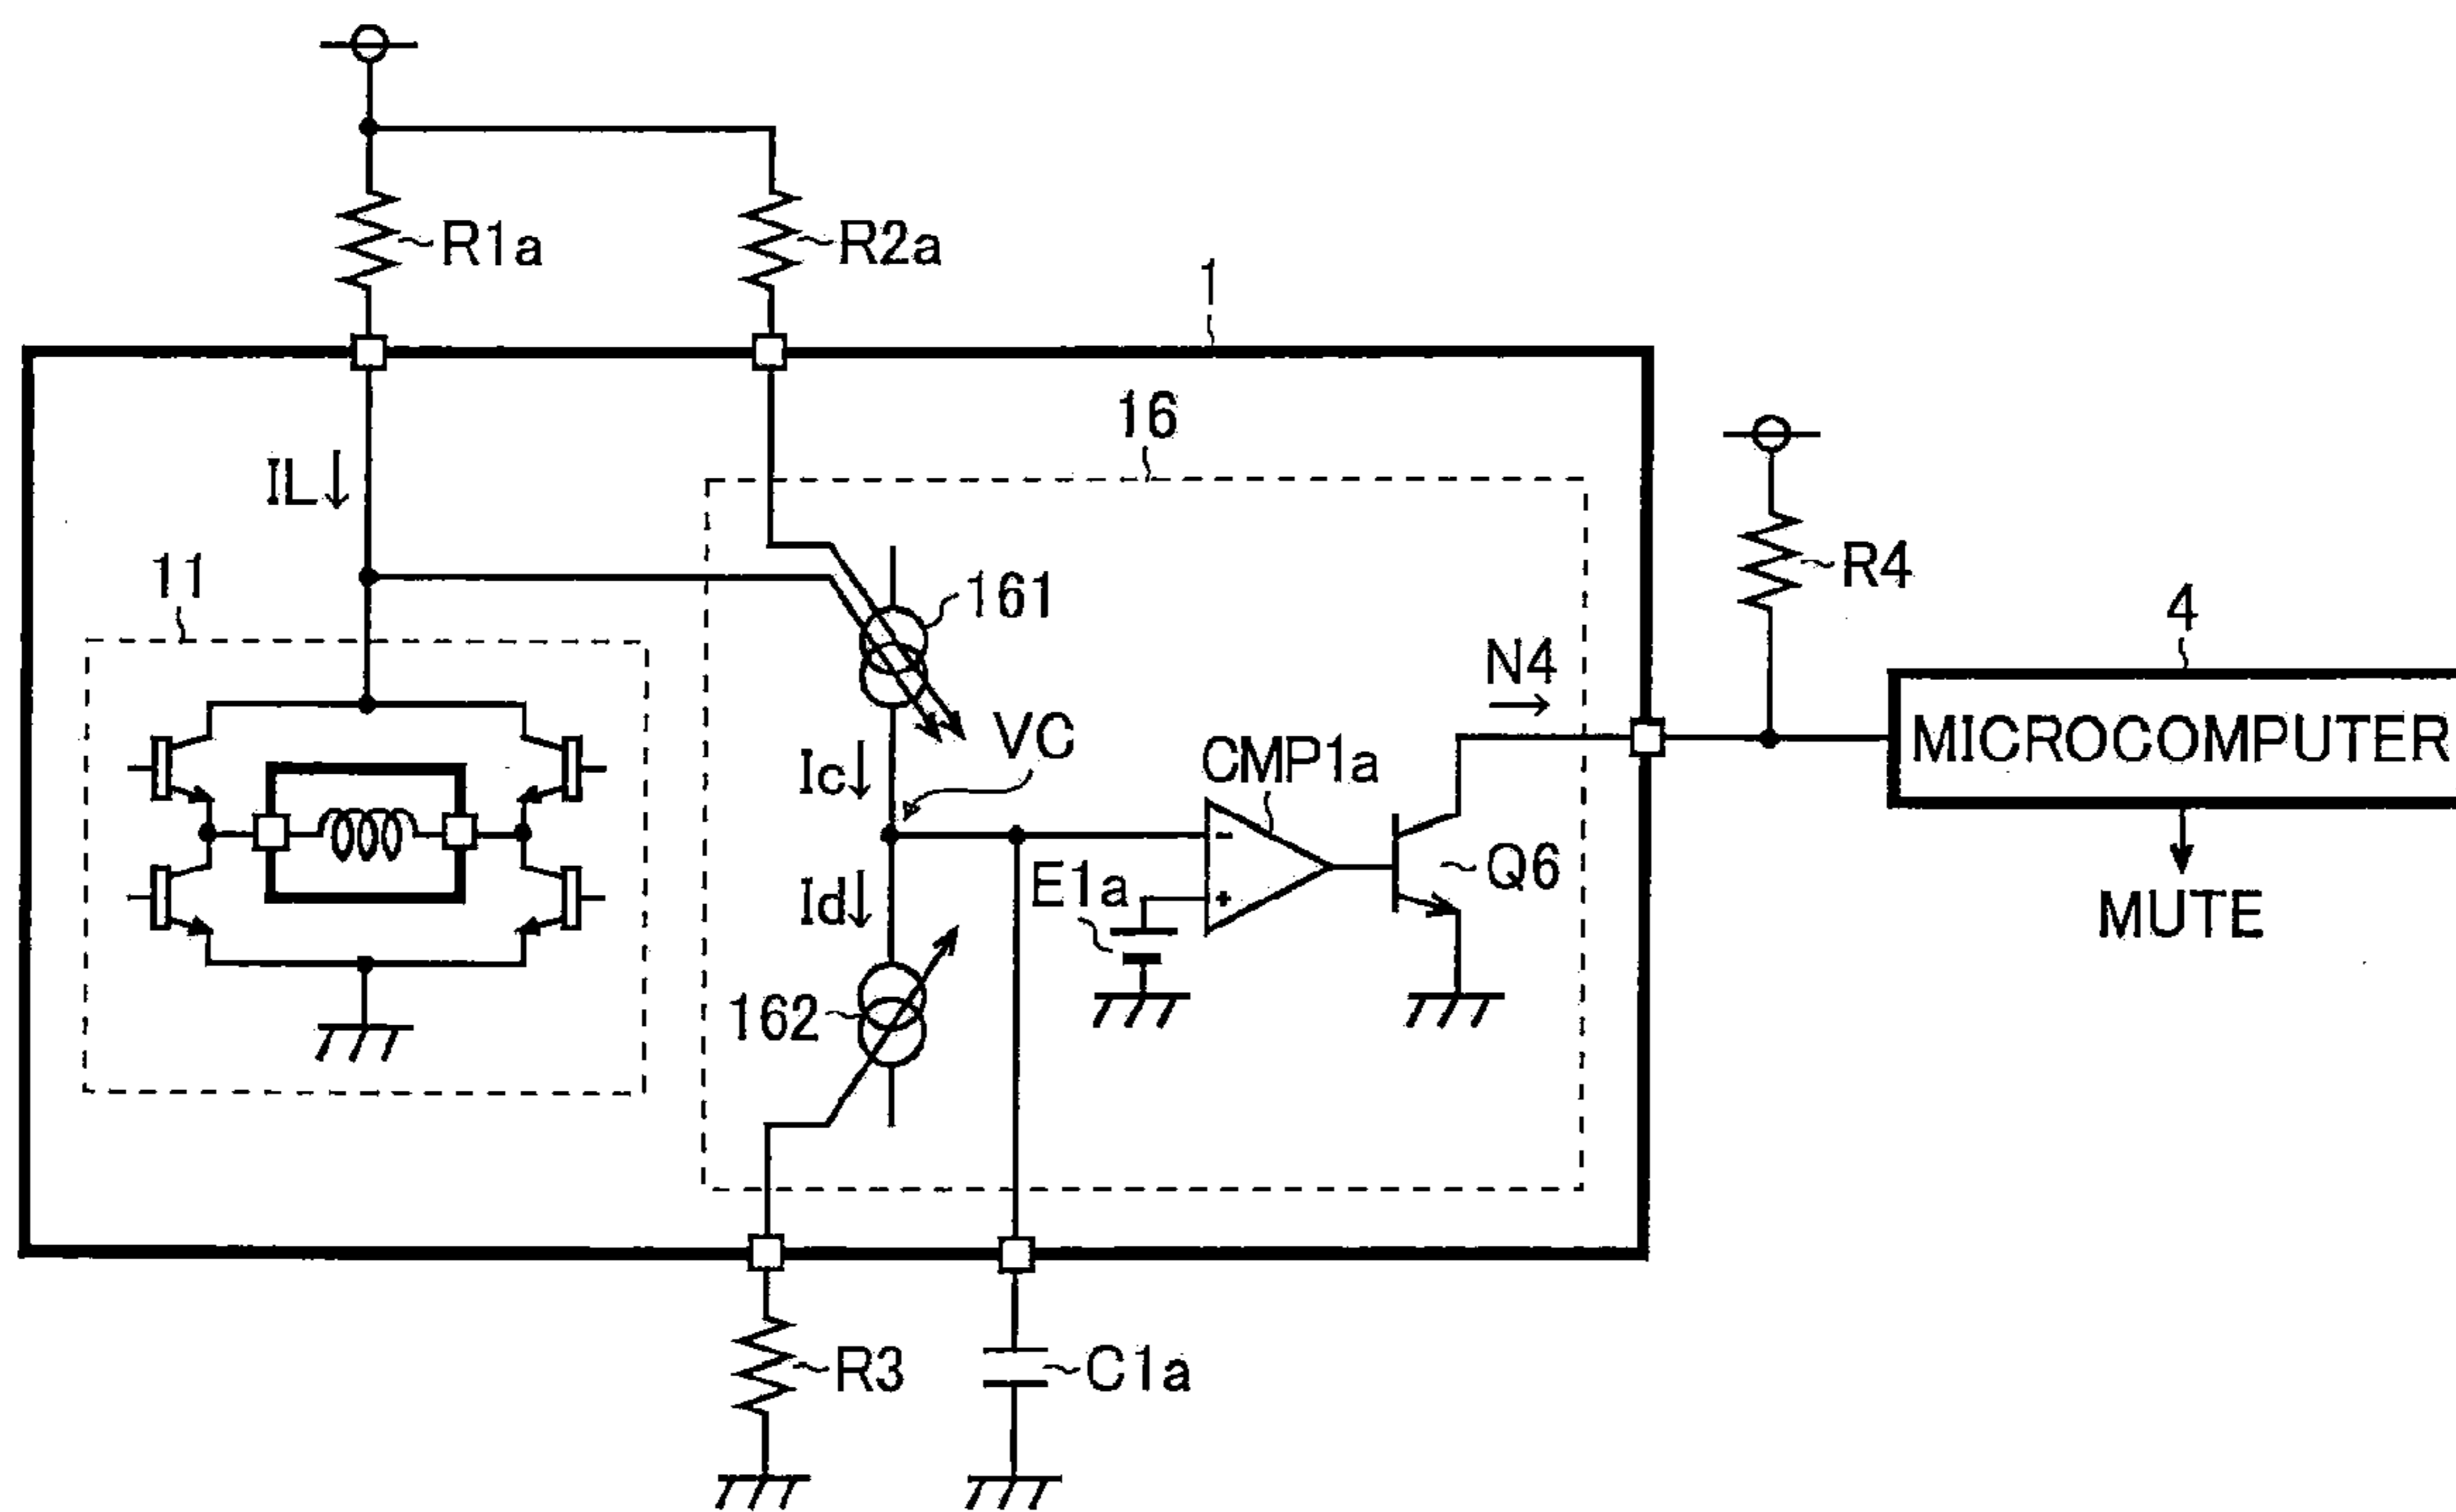 R1a
R2a
1
16
IL↓
11
161
R4
4
N4
→
VC
Ic↓
CMP1a
MICROCOMPUTER
-
E1a
Id↓
Q6
+
MUTE
162
R3
C1a